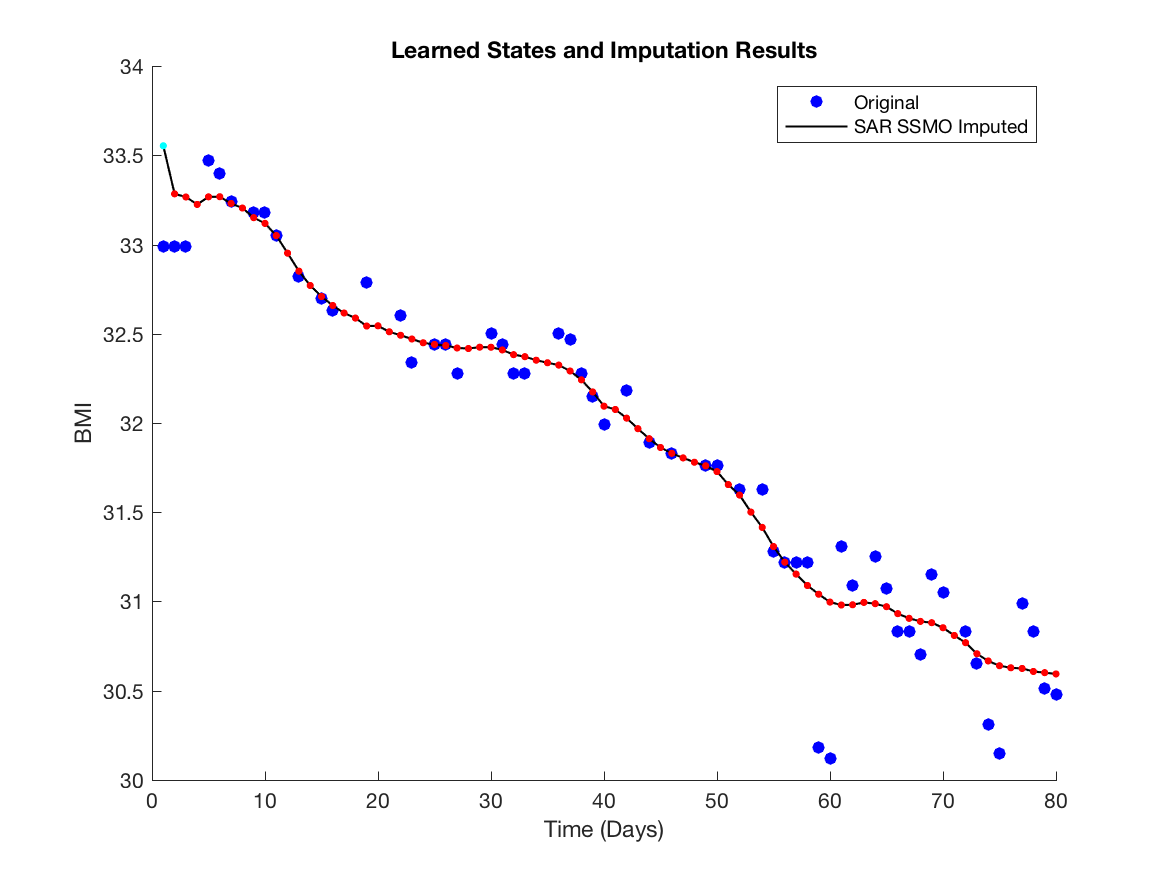 Learned States and Imputation Results
Original
SAR SSMO Imputed
34
33.5
33
32.5
32
31.5
31
30.5
30
BMI
0 10 20 30 40 50 60 70 80
Time (Days)